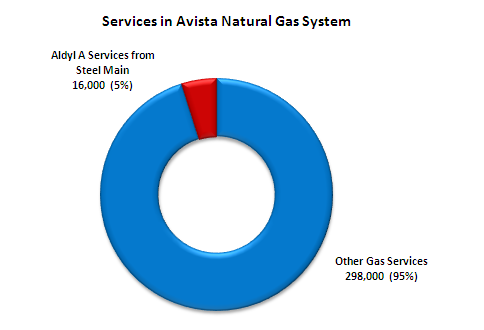 Services in Avista Natural Gas System
Aldyl A Services from
Steel Main
16,000 (5%)
Other Gas Services
298,000 (95%)